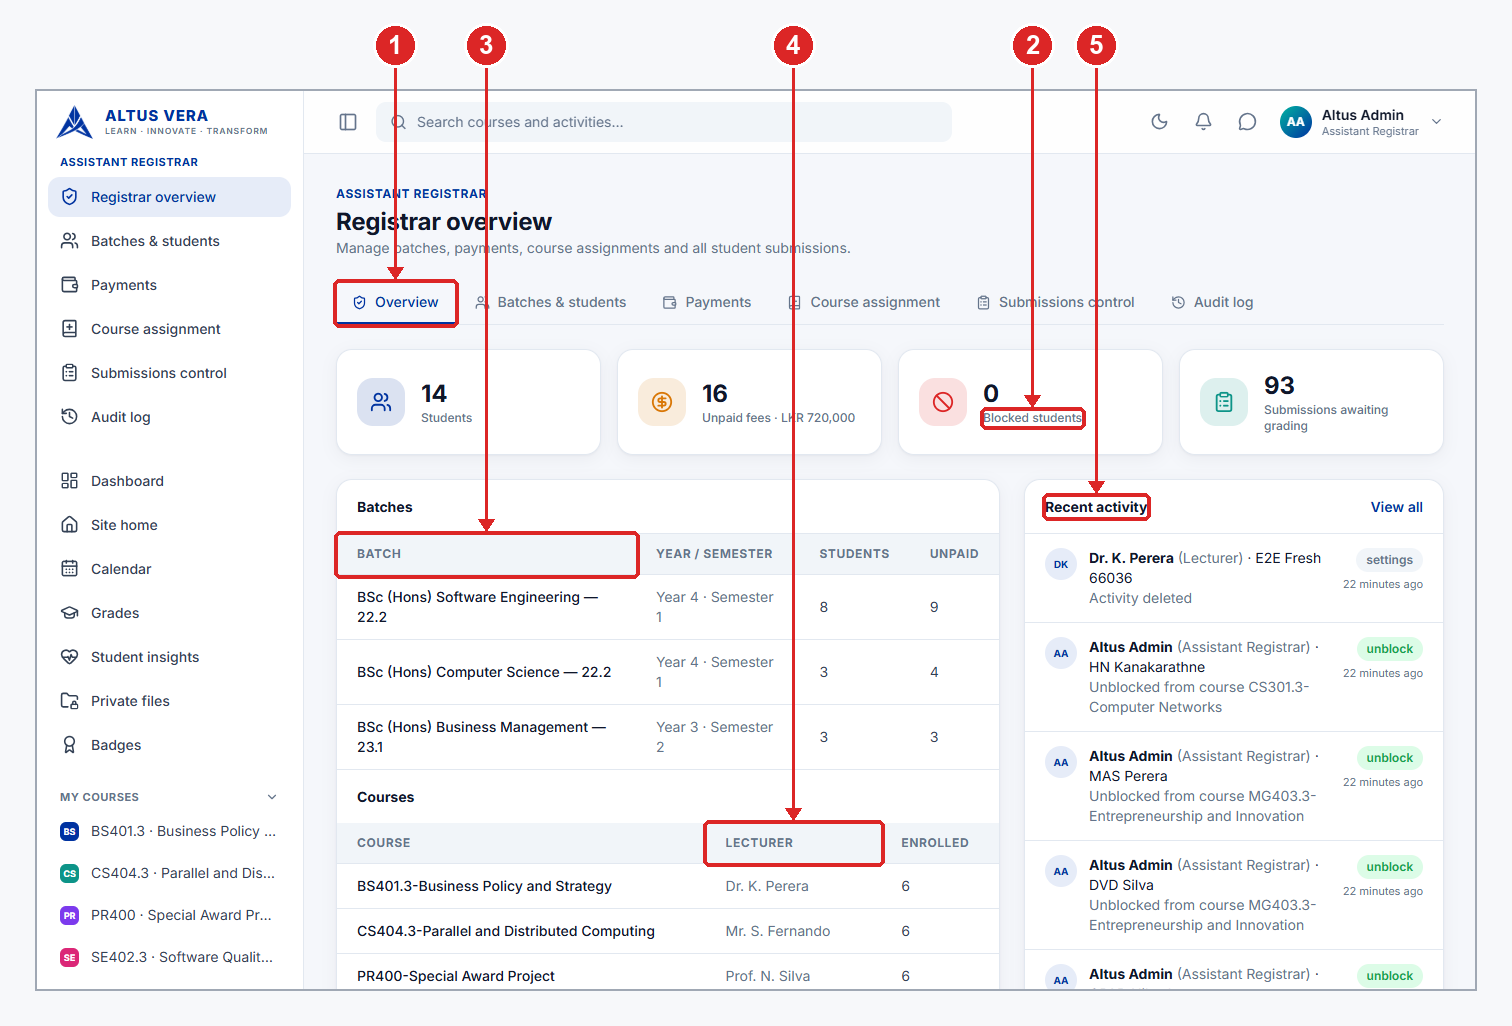 1
3
4
2
5
ALTUS VERA
LEARN · INNOVATE · TRANSFORM
ASSISTANT REGISTRAR
Registrar overview
Batches & students
Payments
Course assignment
Submissions control
Audit log
Dashboard
Site home
Calendar
Grades
Student insights
Private files
Badges
MY COURSES
BS BS401.3 · Business Policy ...
CS CS404.3 · Parallel and Dis...
PR PR400 · Special Award Pr...
SE SE402.3 · Software Qualit...
Search courses and activities...
AA
Altus Admin
Assistant Registrar
ASSISTANT REGISTRAR
Registrar overview
Manage batches, payments, course assignments and all student submissions.
Overview Batches & students Payments Course assignment Submissions control Audit log
14
Students
16
Unpaid fees · LKR 720,000
0
Blocked students
93
Submissions awaiting
grading
Batches
BATCH YEAR / SEMESTER STUDENTS UNPAID
BSc (Hons) Software Engineering —
22.2
Year 4 · Semester
1
8 9
BSc (Hons) Computer Science — 22.2
Year 4 · Semester
1
3 4
BSc (Hons) Business Management —
23.1
Year 3 · Semester
2
3 3
Courses
COURSE LECTURER ENROLLED
BS401.3-Business Policy and Strategy Dr. K. Perera 6
CS404.3-Parallel and Distributed Computing Mr. S. Fernando 6
PR400-Special Award Project Prof. N. Silva 6
Recent activity View all
DK
Dr. K. Perera (Lecturer) · E2E Fresh
66036
Activity deleted
settings
22 minutes ago
AA
Altus Admin (Assistant Registrar) ·
HN Kanakarathne
Unblocked from course CS301.3-
Computer Networks
unblock
22 minutes ago
AA
Altus Admin (Assistant Registrar) ·
MAS Perera
Unblocked from course MG403.3-
Entrepreneurship and Innovation
unblock
22 minutes ago
AA
Altus Admin (Assistant Registrar) ·
DVD Silva
Unblocked from course MG403.3-
Entrepreneurship and Innovation
unblock
22 minutes ago
AA
Altus Admin (Assistant Registrar) ·
unblock